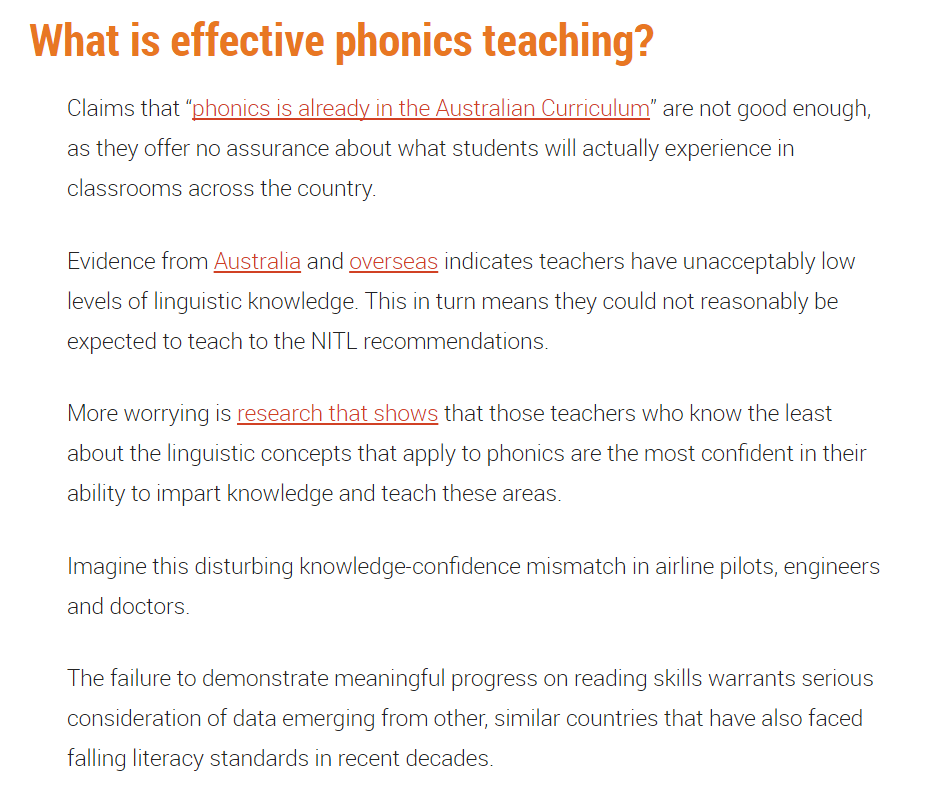 What is effective phonics teaching?
Claims that “phonics is already in the Australian Curriculum” are not good enough,
as they offer no assurance about what students will actually experience in
classrooms across the country.
Evidence from Australia and overseas indicates teachers have unacceptably low
levels of linguistic knowledge. This in turn means they could not reasonably be
expected to teach to the NITL recommendations.
More worrying is research that shows that those teachers who know the least
about the linguistic concepts that apply to phonics are the most confident in their
ability to impart knowledge and teach these areas.
Imagine this disturbing knowledge-confidence mismatch in airline pilots, engineers
and doctors.
The failure to demonstrate meaningful progress on reading skills warrants serious
consideration of data emerging from other, similar countries that have also faced
falling literacy standards in recent decades.